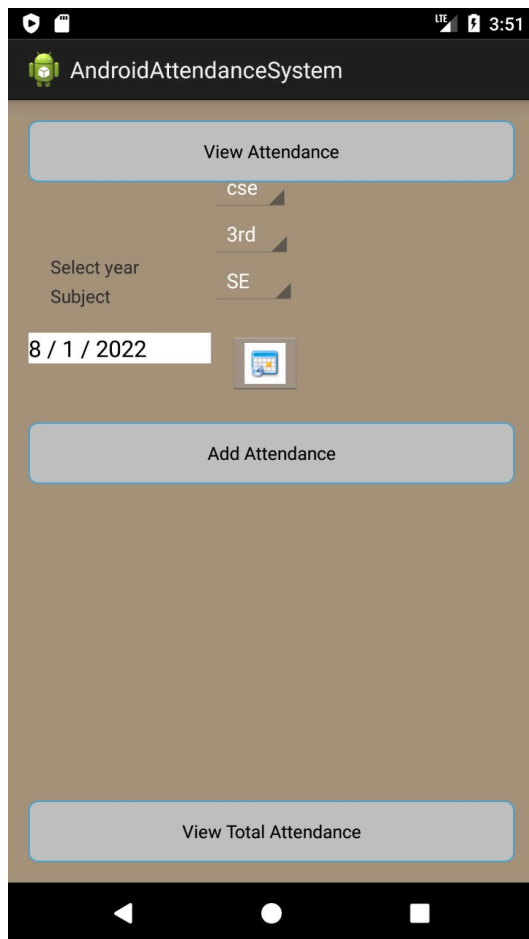 LTE 3:51
AndroidAttendanceSystem
View Attendance
cse
3rd
Select year
SE
Subject
8 / 1 / 2022
Add Attendance
View Total Attendance